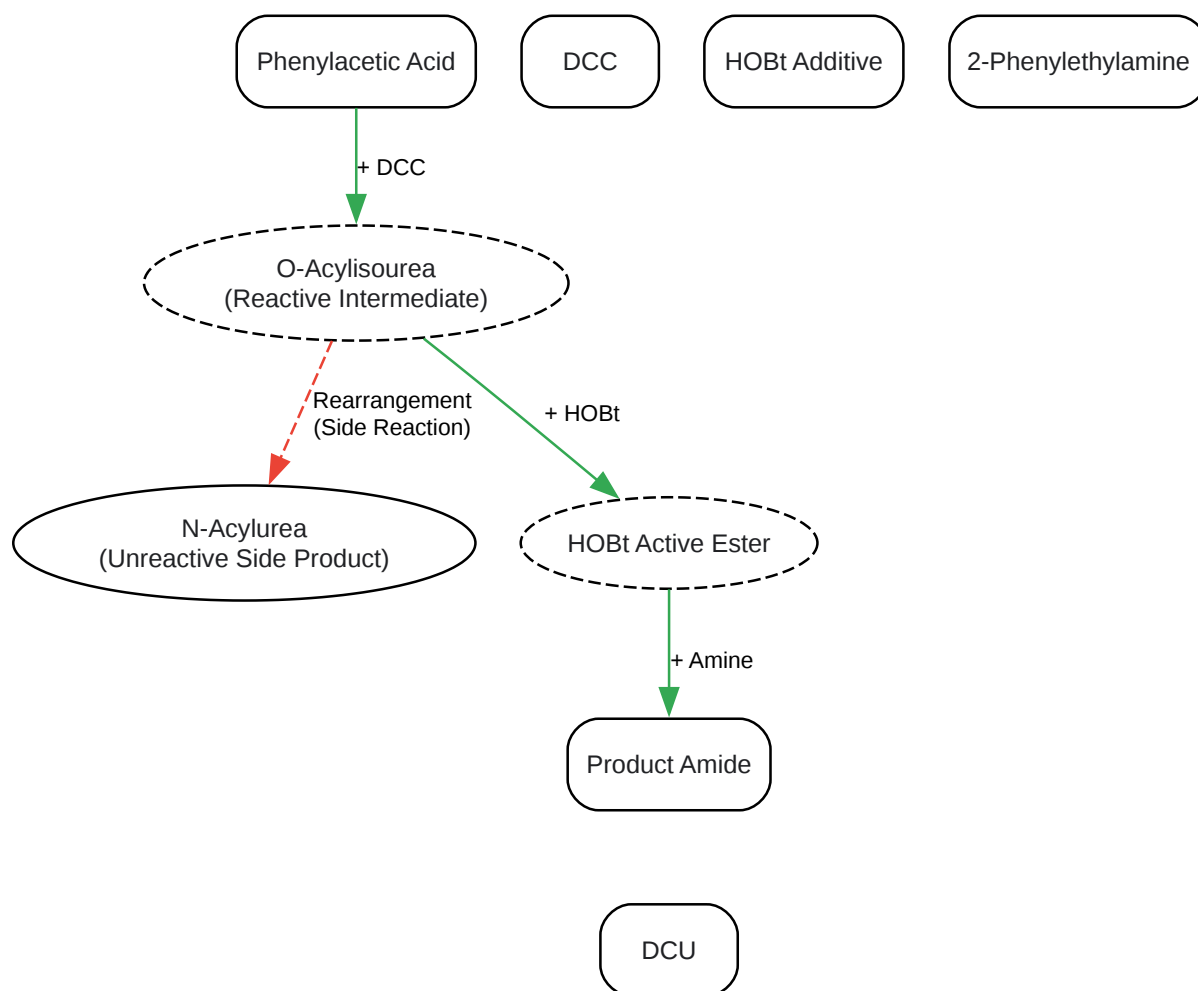 Phenylacetic Acid
DCC
HOBt Additive
2-Phenylethylamine
+ DCC
O-Acylisourea
(Reactive Intermediate)
Rearrangement
(Side Reaction)
+ HOBt
N-Acylurea
(Unreactive Side Product)
HOBt Active Ester
+ Amine
Product Amide
DCU